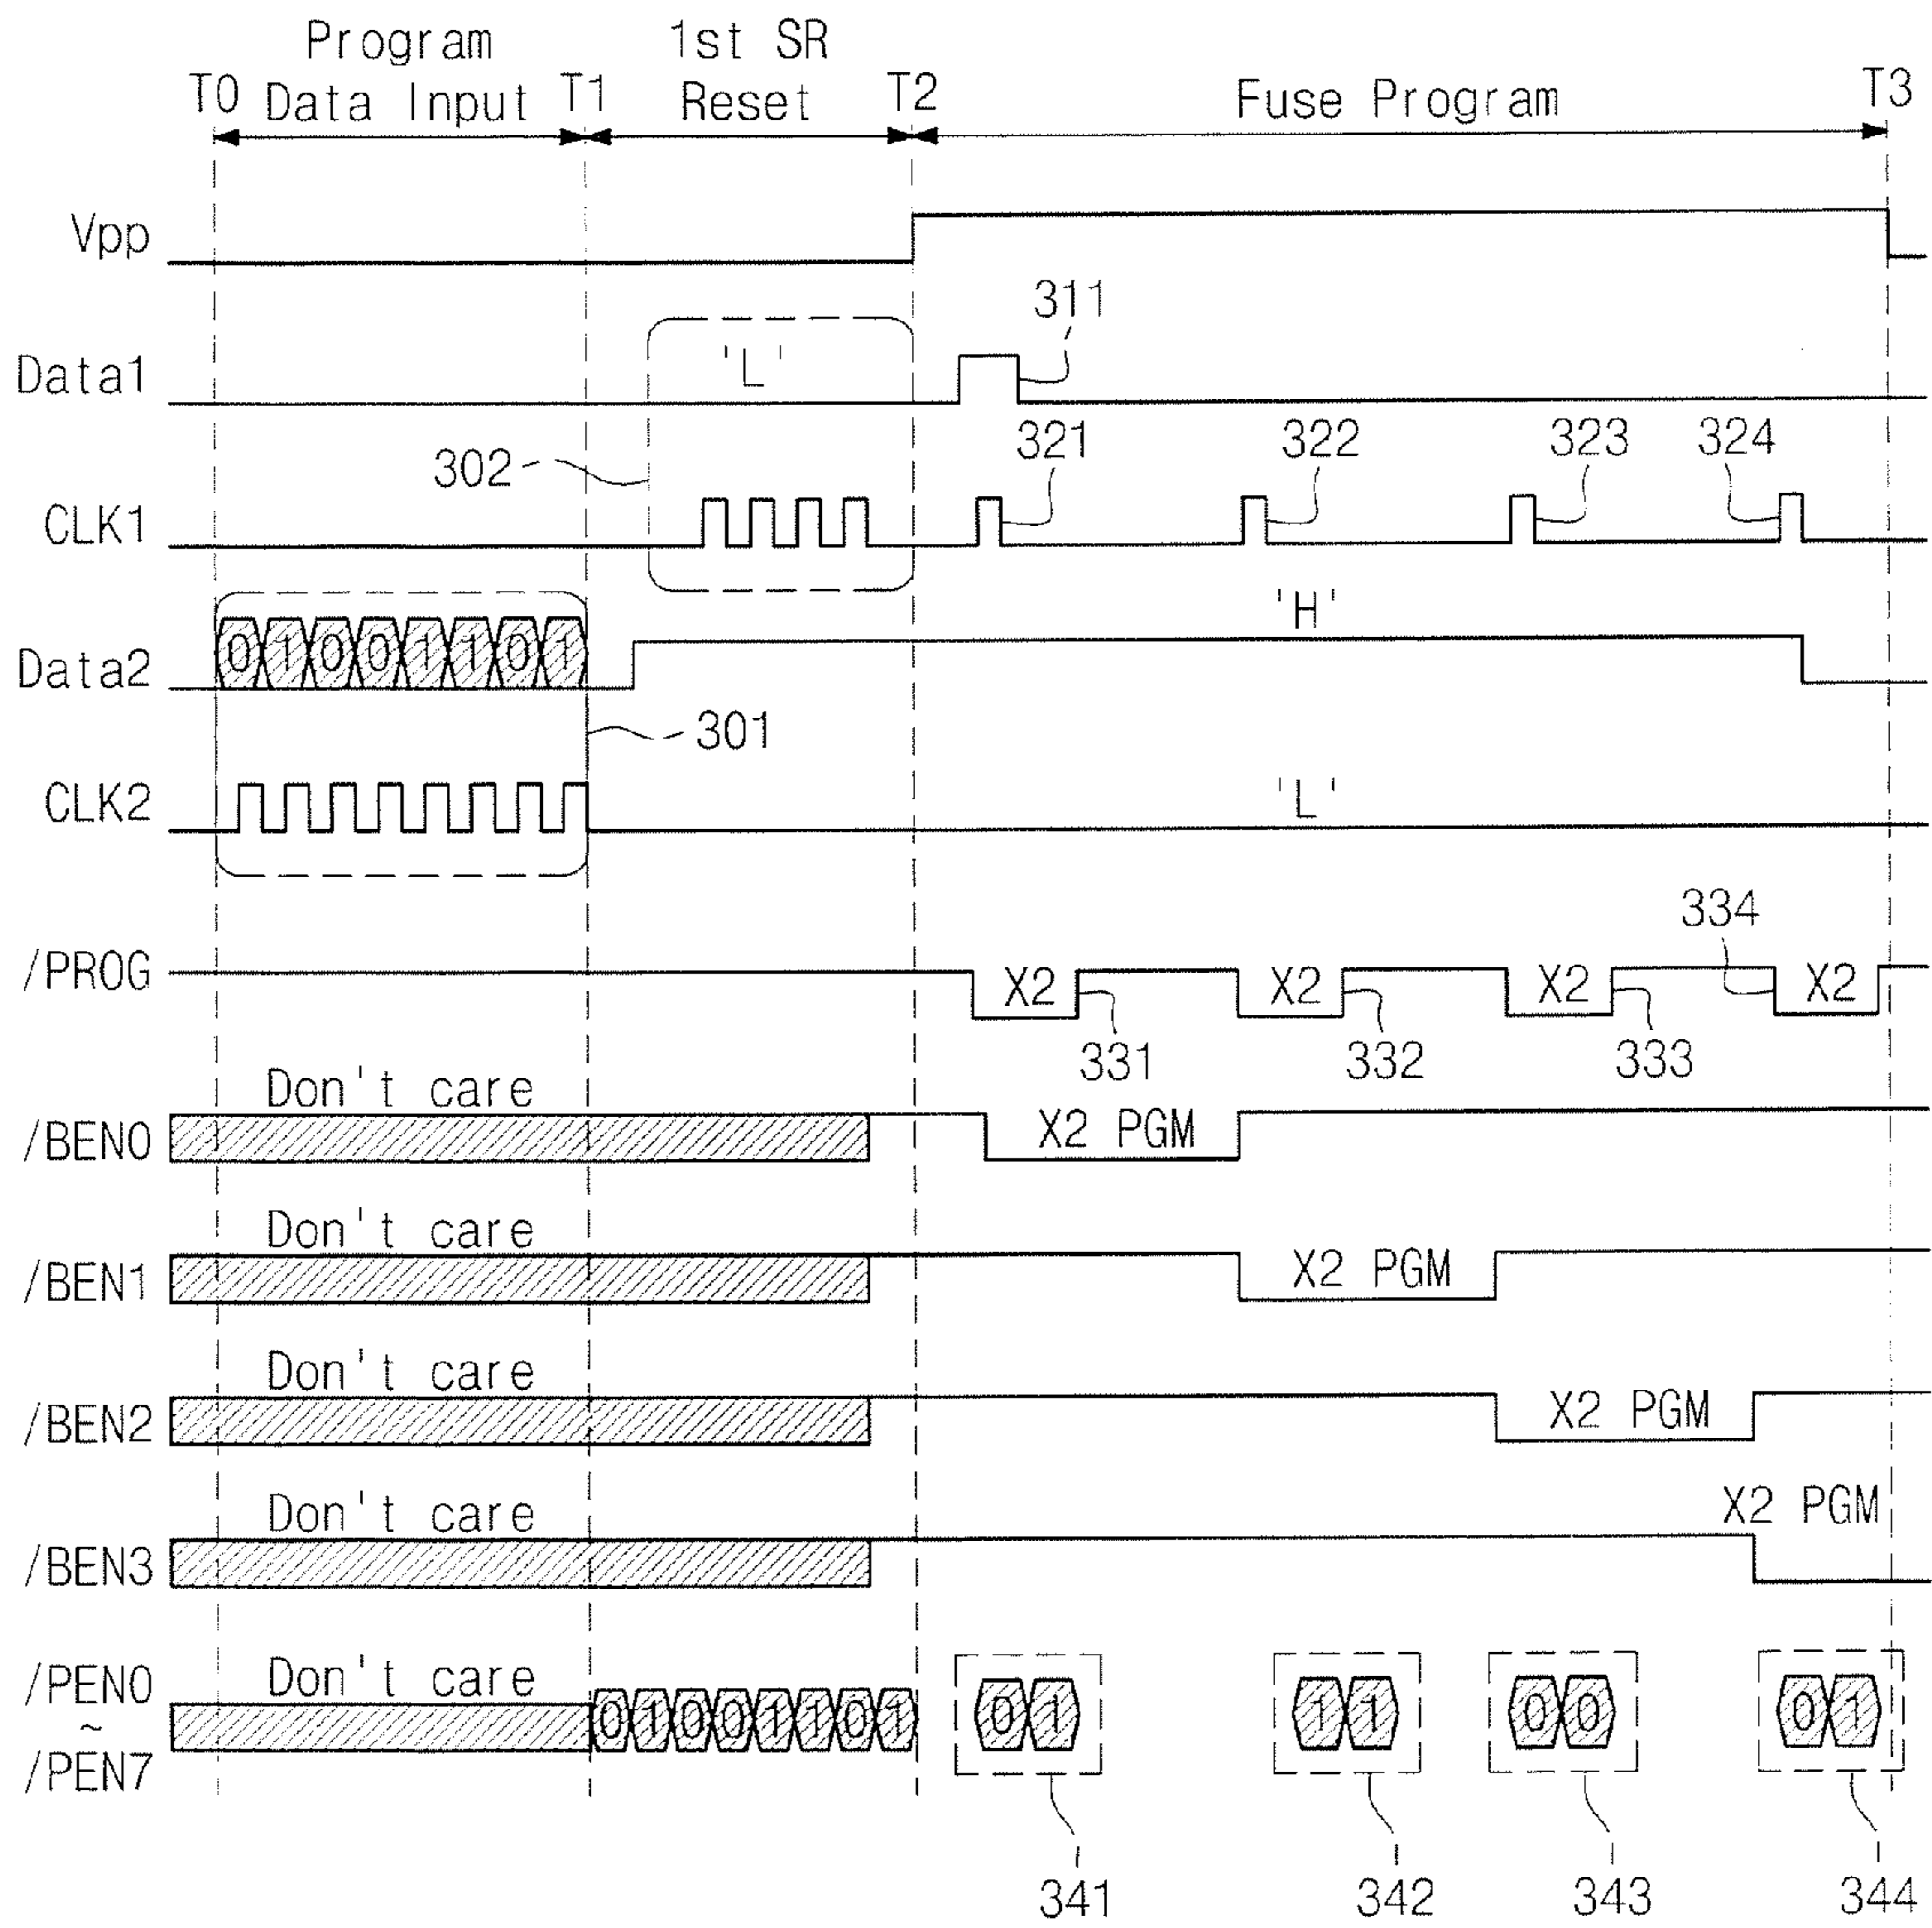 Program
Data Input
1st SR
Reset
Fuse Program
T0
T1
T2
T3
Vpp
311
Data1
'L'
302
321
322
323
324
CLK1
'H'
Data2
0 1 0 0 1 1 0 1
301
CLK2
'L'
334
/PROG
X2
X2
X2
X2
331
332
333
Don't care
/BEN0
X2 PGM
Don't care
/BEN1
X2 PGM
Don't care
/BEN2
X2 PGM
Don't care
X2 PGM
/BEN3
/PEN0
~
/PEN7
Don't care
0 1 0 0 1 1 0 1
0 1
1 1
0 0
0 1
341
342
343
344